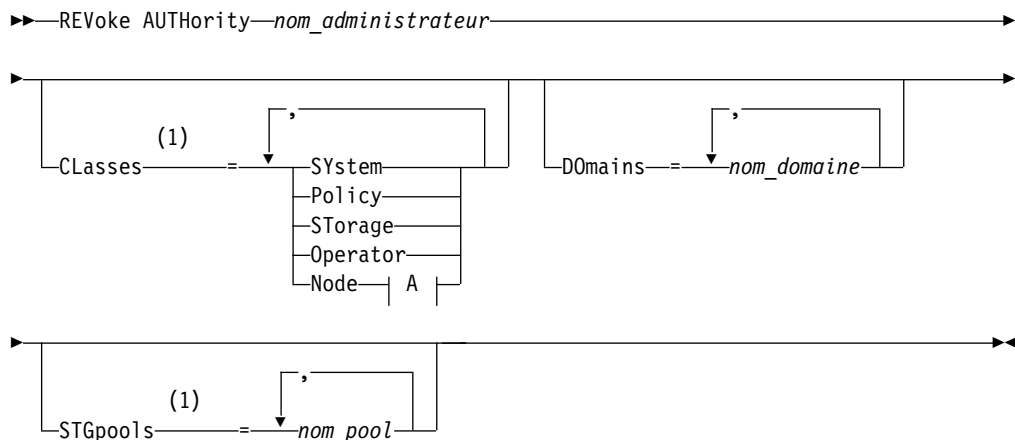 REVoke AUTHority nom_administrateur
, ,
(1)
CLasses = SYstem DOmains = nom_domaine
Policy
STorage
Operator
Node A
,
(1)
STGpools = nom_pool